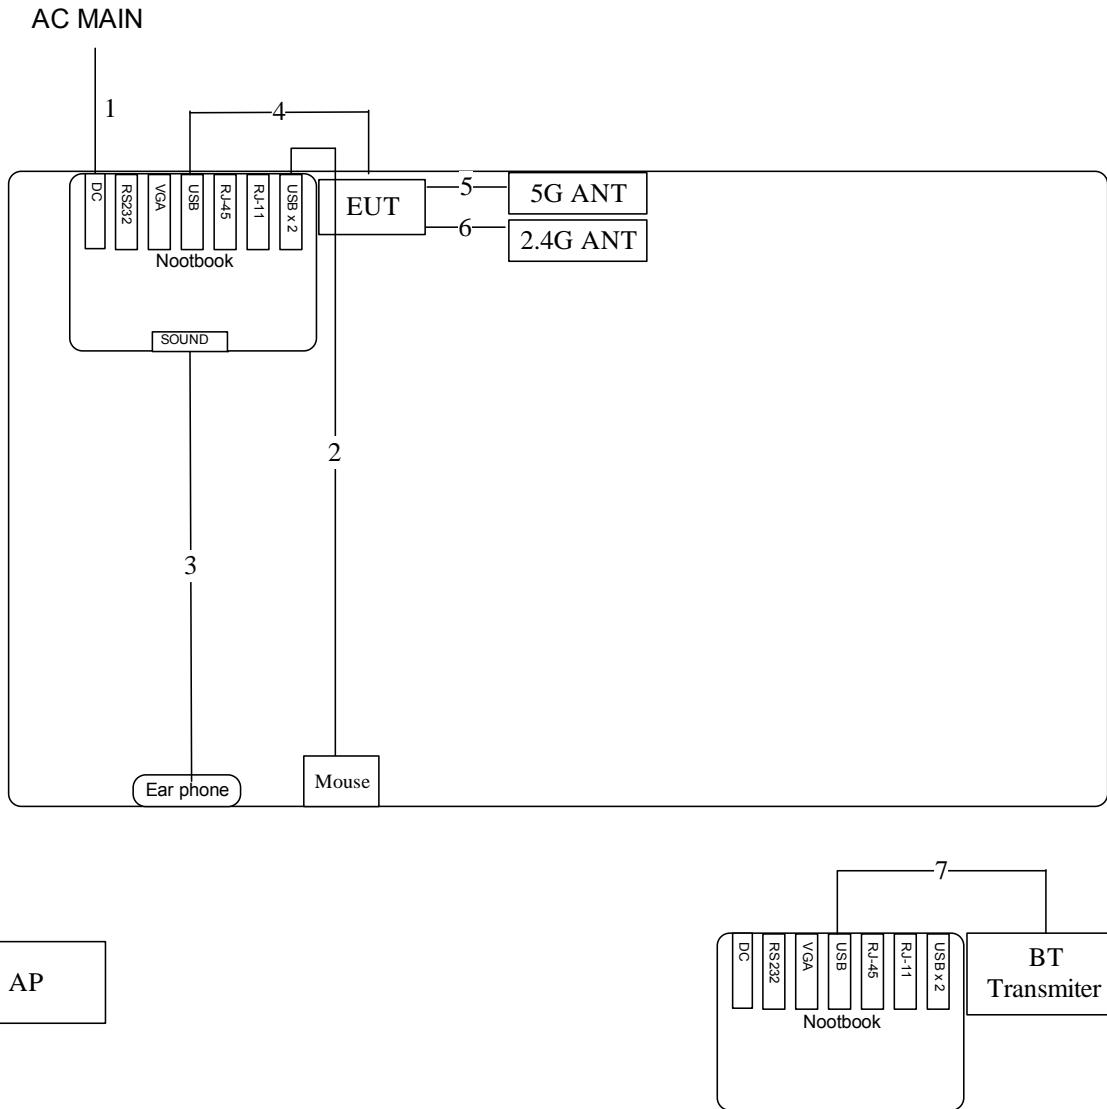 AC MAIN
1
4
DC
RS232
VGA
USB
RJ-45
RJ-11
USB x 2
Nootbook
SOUND
EUT
5
5G ANT
6
2.4G ANT
2
3
Ear phone
Mouse
7
AP
DC
RS232
VGA
USB
RJ-45
RJ-11
USB x 2
Nootbook
BT
Transmiter